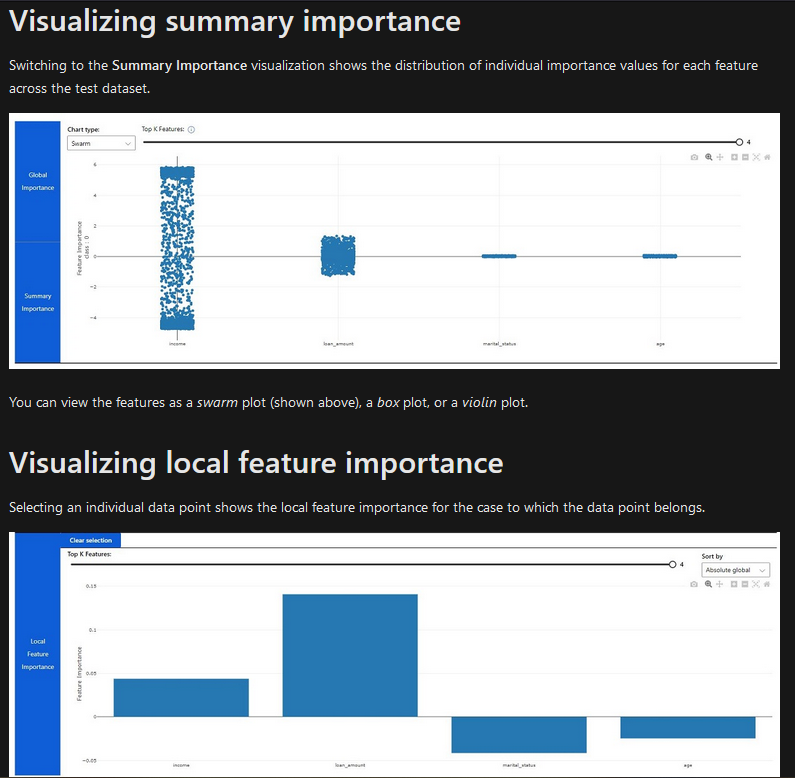 Visualizing summary importance
Switching to the Summary Importance visualization shows the distribution of individual importance values for each feature
across the test dataset.
Chart type:
Top K Features:
Swarm
4
Global
Importance
Summary
Importance
Feature Importance
class : 0
6
4
2
0
−2
−4
income
loan_amount
marital_status
age
You can view the features as a swarm plot (shown above), a box plot, or a violin plot.
Visualizing local feature importance
Selecting an individual data point shows the local feature importance for the case to which the data point belongs.
Clear selection
Top K Features:
4
Sort by
Absolute global
Local
Feature
Importance
Feature Importance
0.15
0.1
0.05
0
−0.05
income
loan_amount
marital_status
age